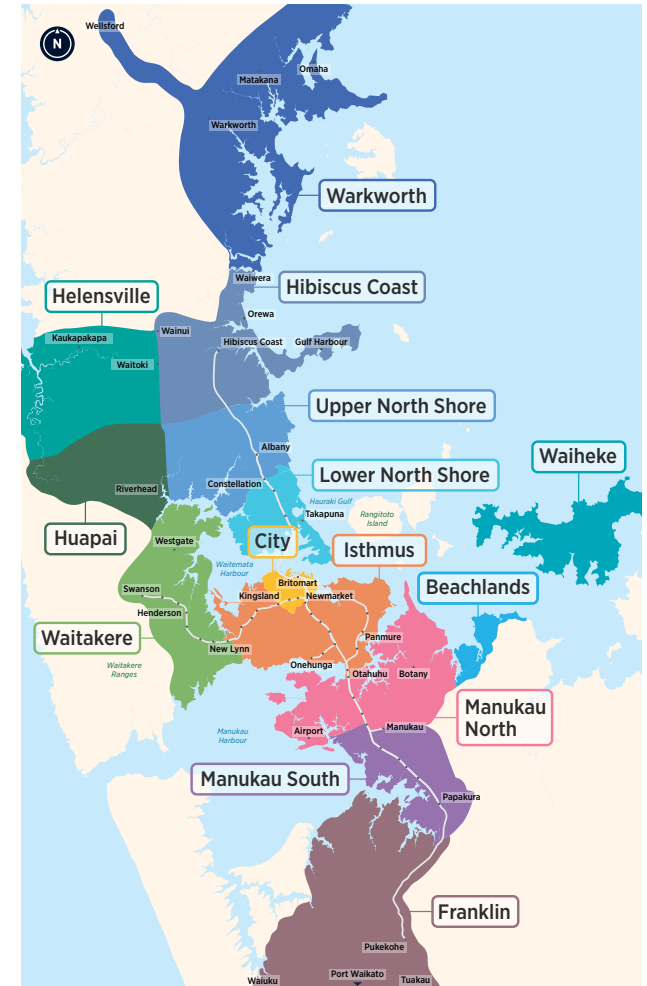 Wellsford
N
Omaha
Matakana
Warkworth
Warkworth
Waiwera
Hibiscus Coast
Helensville
Orewa
Wainui
Kaukapakapa
Hibiscus Coast
Gulf Harbour
Waitoki
Upper North Shore
Albany
Waiheke
Lower North Shore
Constellation
Riverhead
Hauraki Gulf
Takapuna
Rangitoto
Island
Huapai
Westgate
City
Isthmus
Waitemata
Harbour
Britomart
Beachlands
Swanson
Kingsland
Newmarket
Henderson
Waitakere
Panmure
New Lynn
Onehunga
Waitakere
Ranges
Otahuhu
Botany
Manukau
North
Airport
Manukau
Manukau
Harbour
Manukau South
Papakura
Franklin
Pukekohe
Port Waikato
Waiuku
Tuakau